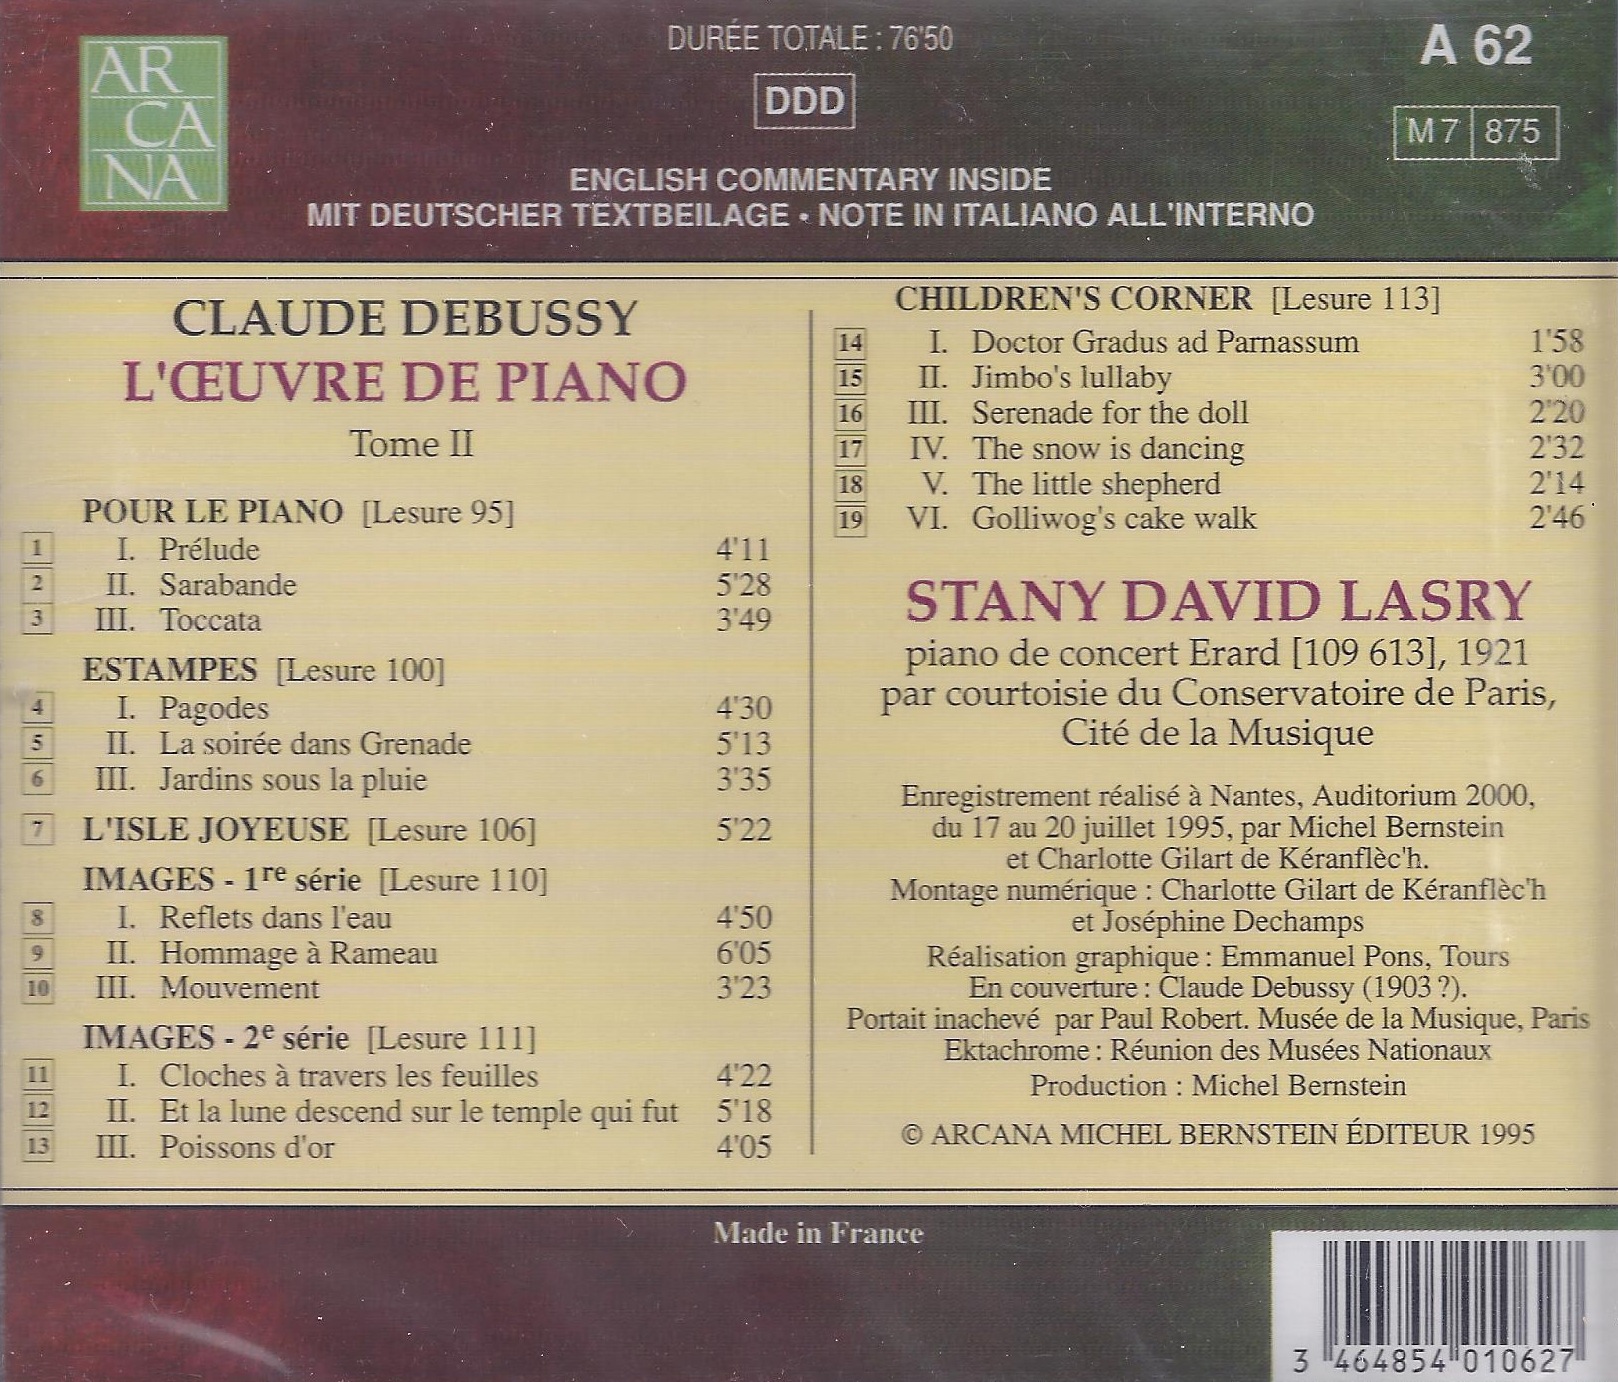 AR
CA
NA
DURÉE TOTALE : 76'50
DDD
A 62
M 7 875
ENGLISH COMMENTARY INSIDE
MIT DEUTSCHER TEXTBEILAGE • NOTE IN ITALIANO ALL'INTERNO
CLAUDE DEBUSSY
L'ŒUVRE DE PIANO
Tome II
POUR LE PIANO [Lesure 95]
1 I. Prélude 4'11
2 II. Sarabande 5'28
3 III. Toccata 3'49
ESTAMPES [Lesure 100]
4 I. Pagodes 4'30
5 II. La soirée dans Grenade 5'13
6 III. Jardins sous la pluie 3'35
7 L'ISLE JOYEUSE [Lesure 106] 5'22
IMAGES - 1re série [Lesure 110]
8 I. Reflets dans l'eau 4'50
9 II. Hommage à Rameau 6'05
10 III. Mouvement 3'23
IMAGES - 2e série [Lesure 111]
11 I. Cloches à travers les feuilles 4'22
12 II. Et la lune descend sur le temple qui fut 5'18
13 III. Poissons d'or 4'05
CHILDREN'S CORNER [Lesure 113]
14 I. Doctor Gradus ad Parnassum 1'58
15 II. Jimbo's lullaby 3'00
16 III. Serenade for the doll 2'20
17 IV. The snow is dancing 2'32
18 V. The little shepherd 2'14
19 VI. Golliwog's cake walk 2'46
STANY DAVID LASRY
piano de concert Erard [109 613], 1921
par courtoisie du Conservatoire de Paris,
Cité de la Musique
Enregistrement réalisé à Nantes, Auditorium 2000,
du 17 au 20 juillet 1995, par Michel Bernstein
et Charlotte Gilart de Kéranflèc'h.
Montage numérique : Charlotte Gilart de Kéranflèc'h
et Joséphine Dechamps
Réalisation graphique : Emmanuel Pons, Tours
En couverture : Claude Debussy (1903 ?).
Portait inachevé par Paul Robert. Musée de la Musique, Paris
Ektachrome : Réunion des Musées Nationaux
Production : Michel Bernstein
© ARCANA MICHEL BERNSTEIN ÉDITEUR 1995
Made in France
3 464854 010627